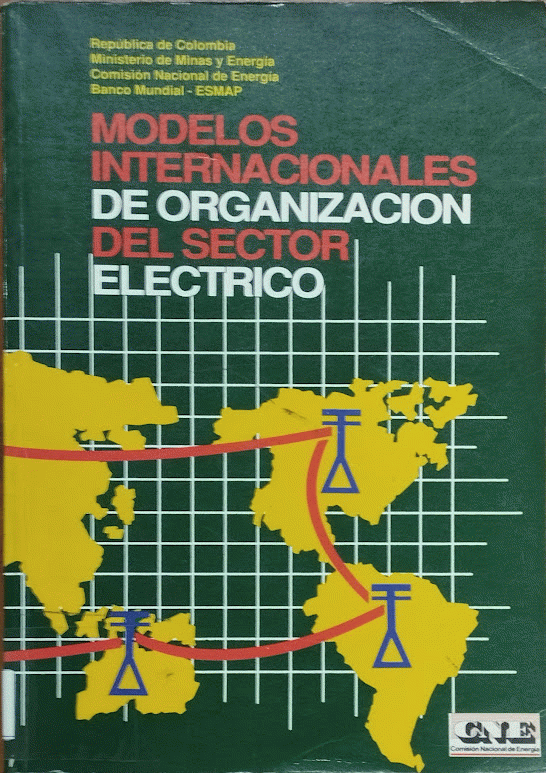 República de Colombia
Ministerio de Minas y Energía
Comisión Nacional de Energía
Banco Mundial - ESMAP
MODELOS
INTERNACIONALES
DE ORGANIZACION
DEL SECTOR
ELECTRICO
CNE
Comisión Nacional de Energía